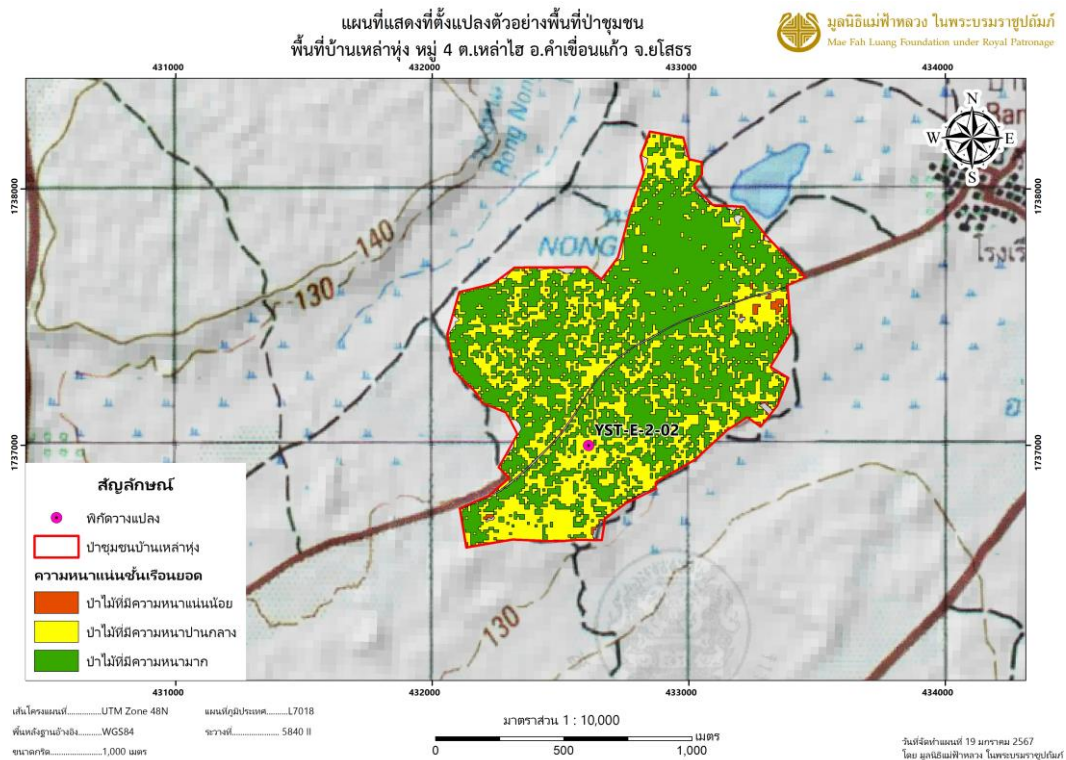 แผนที่แสดงที่ตั้งแปลงตัวอย่างพื้นที่ป่าชุมชน
พื้นที่บ้านเหล่าหุ่ง หมู่ 4 ต.เหล่าไฮ อ.คำเขื่อนแก้ว จ.ยโสธร
มูลนิธิแม่ฟ้าหลวง ในพระบรมราชูปถัมภ์
Mae Fah Luang Foundation under Royal Patronage
431000 432000 433000 434000
1738000 1738000
1737000 1737000
N
W E
S
Rong Non
Ban
140
130
NONG
โรงเรี
YST-E-2-02
130
สัญลักษณ์
พิกัดวางแปลง
ป่าชุมชนบ้านเหล่าหุ่ง
ความหนาแน่นชั้นเรือนยอด
ป่าไม้ที่มีความหนาแน่นน้อย
ป่าไม้ที่มีความหนาปานกลาง
ป่าไม้ที่มีความหนามาก
431000 432000 433000 434000
เส้นโครงแผนที่..............UTM Zone 48N แผนที่ภูมิประเทศ..........L7018
พื้นหลังฐานอ้างอิง..........WGS84 ระวางที่................. 5840 II
ขนาดกริด...................1,000 เมตร
มาตราส่วน 1 : 10,000
เมตร
0 500 1,000
วันที่จัดทำแผนที่ 19 มกราคม 2567
โดย มูลนิธิแม่ฟ้าหลวง ในพระบรมราชูปถัมภ์